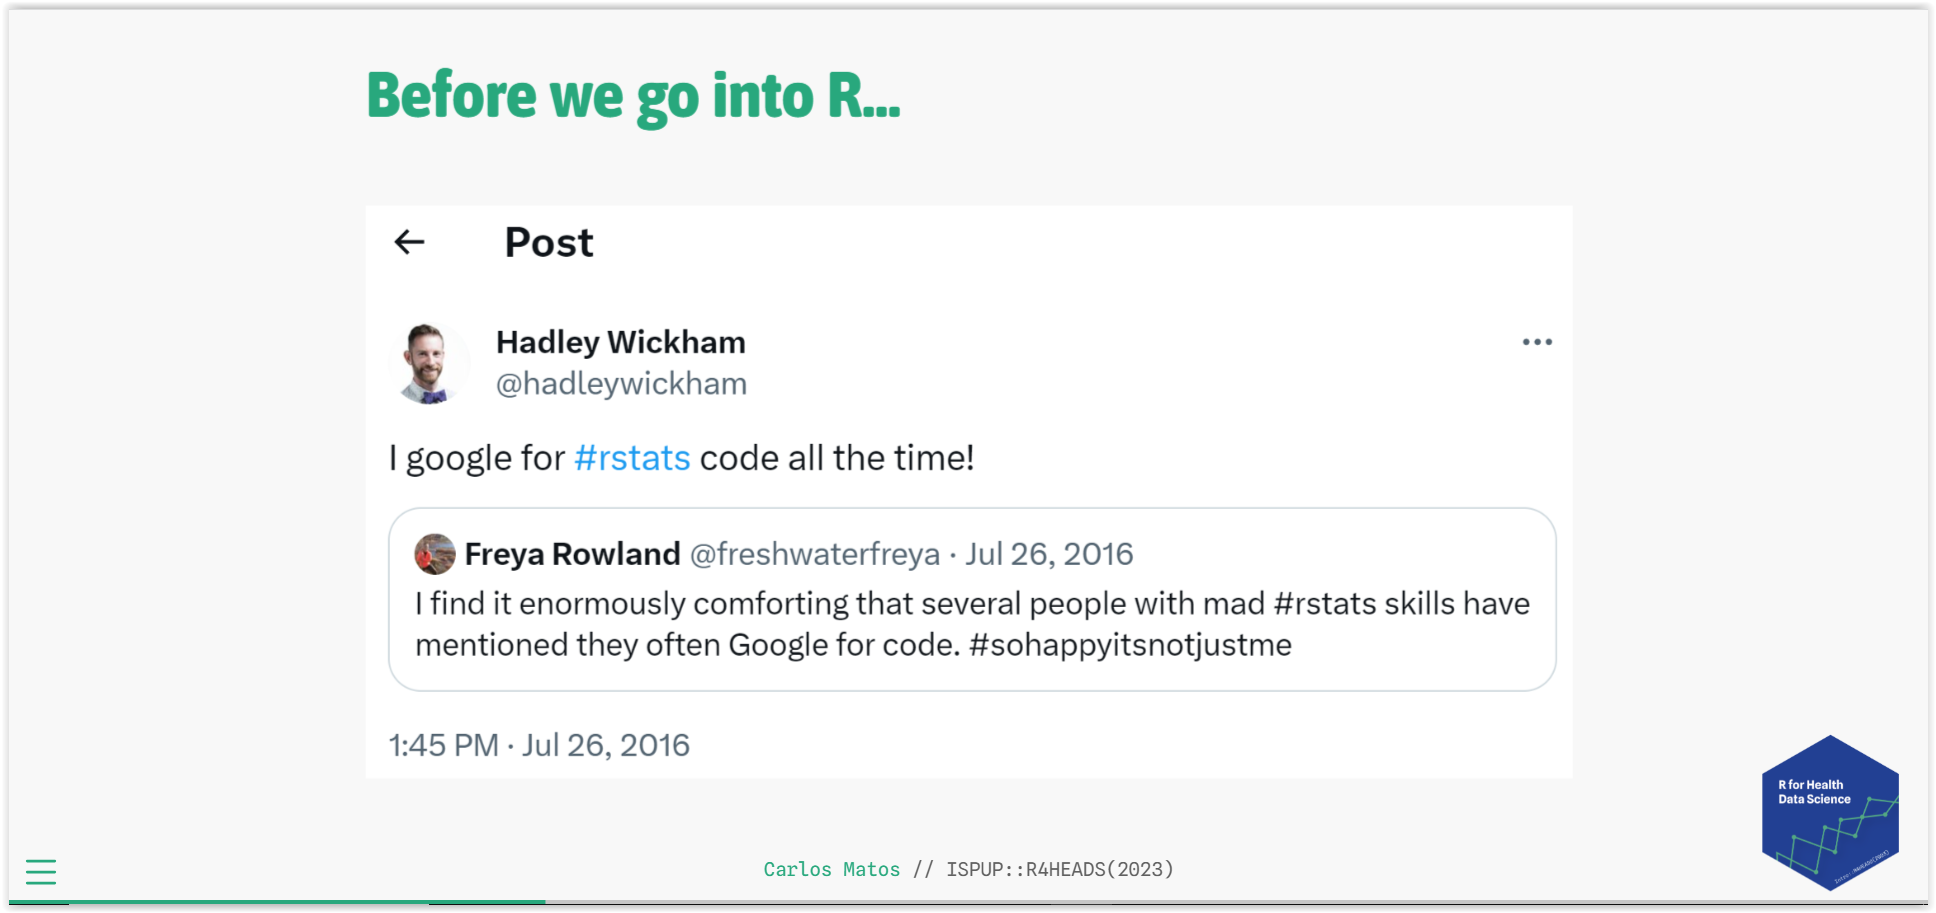 Before we go into R...
Post
Hadley Wickham
@hadleywickham
I google for #rstats code all the time!
Freya Rowland @freshwaterfreya · Jul 26, 2016
I find it enormously comforting that several people with mad #rstats skills have
mentioned they often Google for code. #sohappyitsnotjustme
1:45 PM · Jul 26, 2016
R for Health
Data Science
Carlos Matos // ISPUP::R4HEADS(2023)